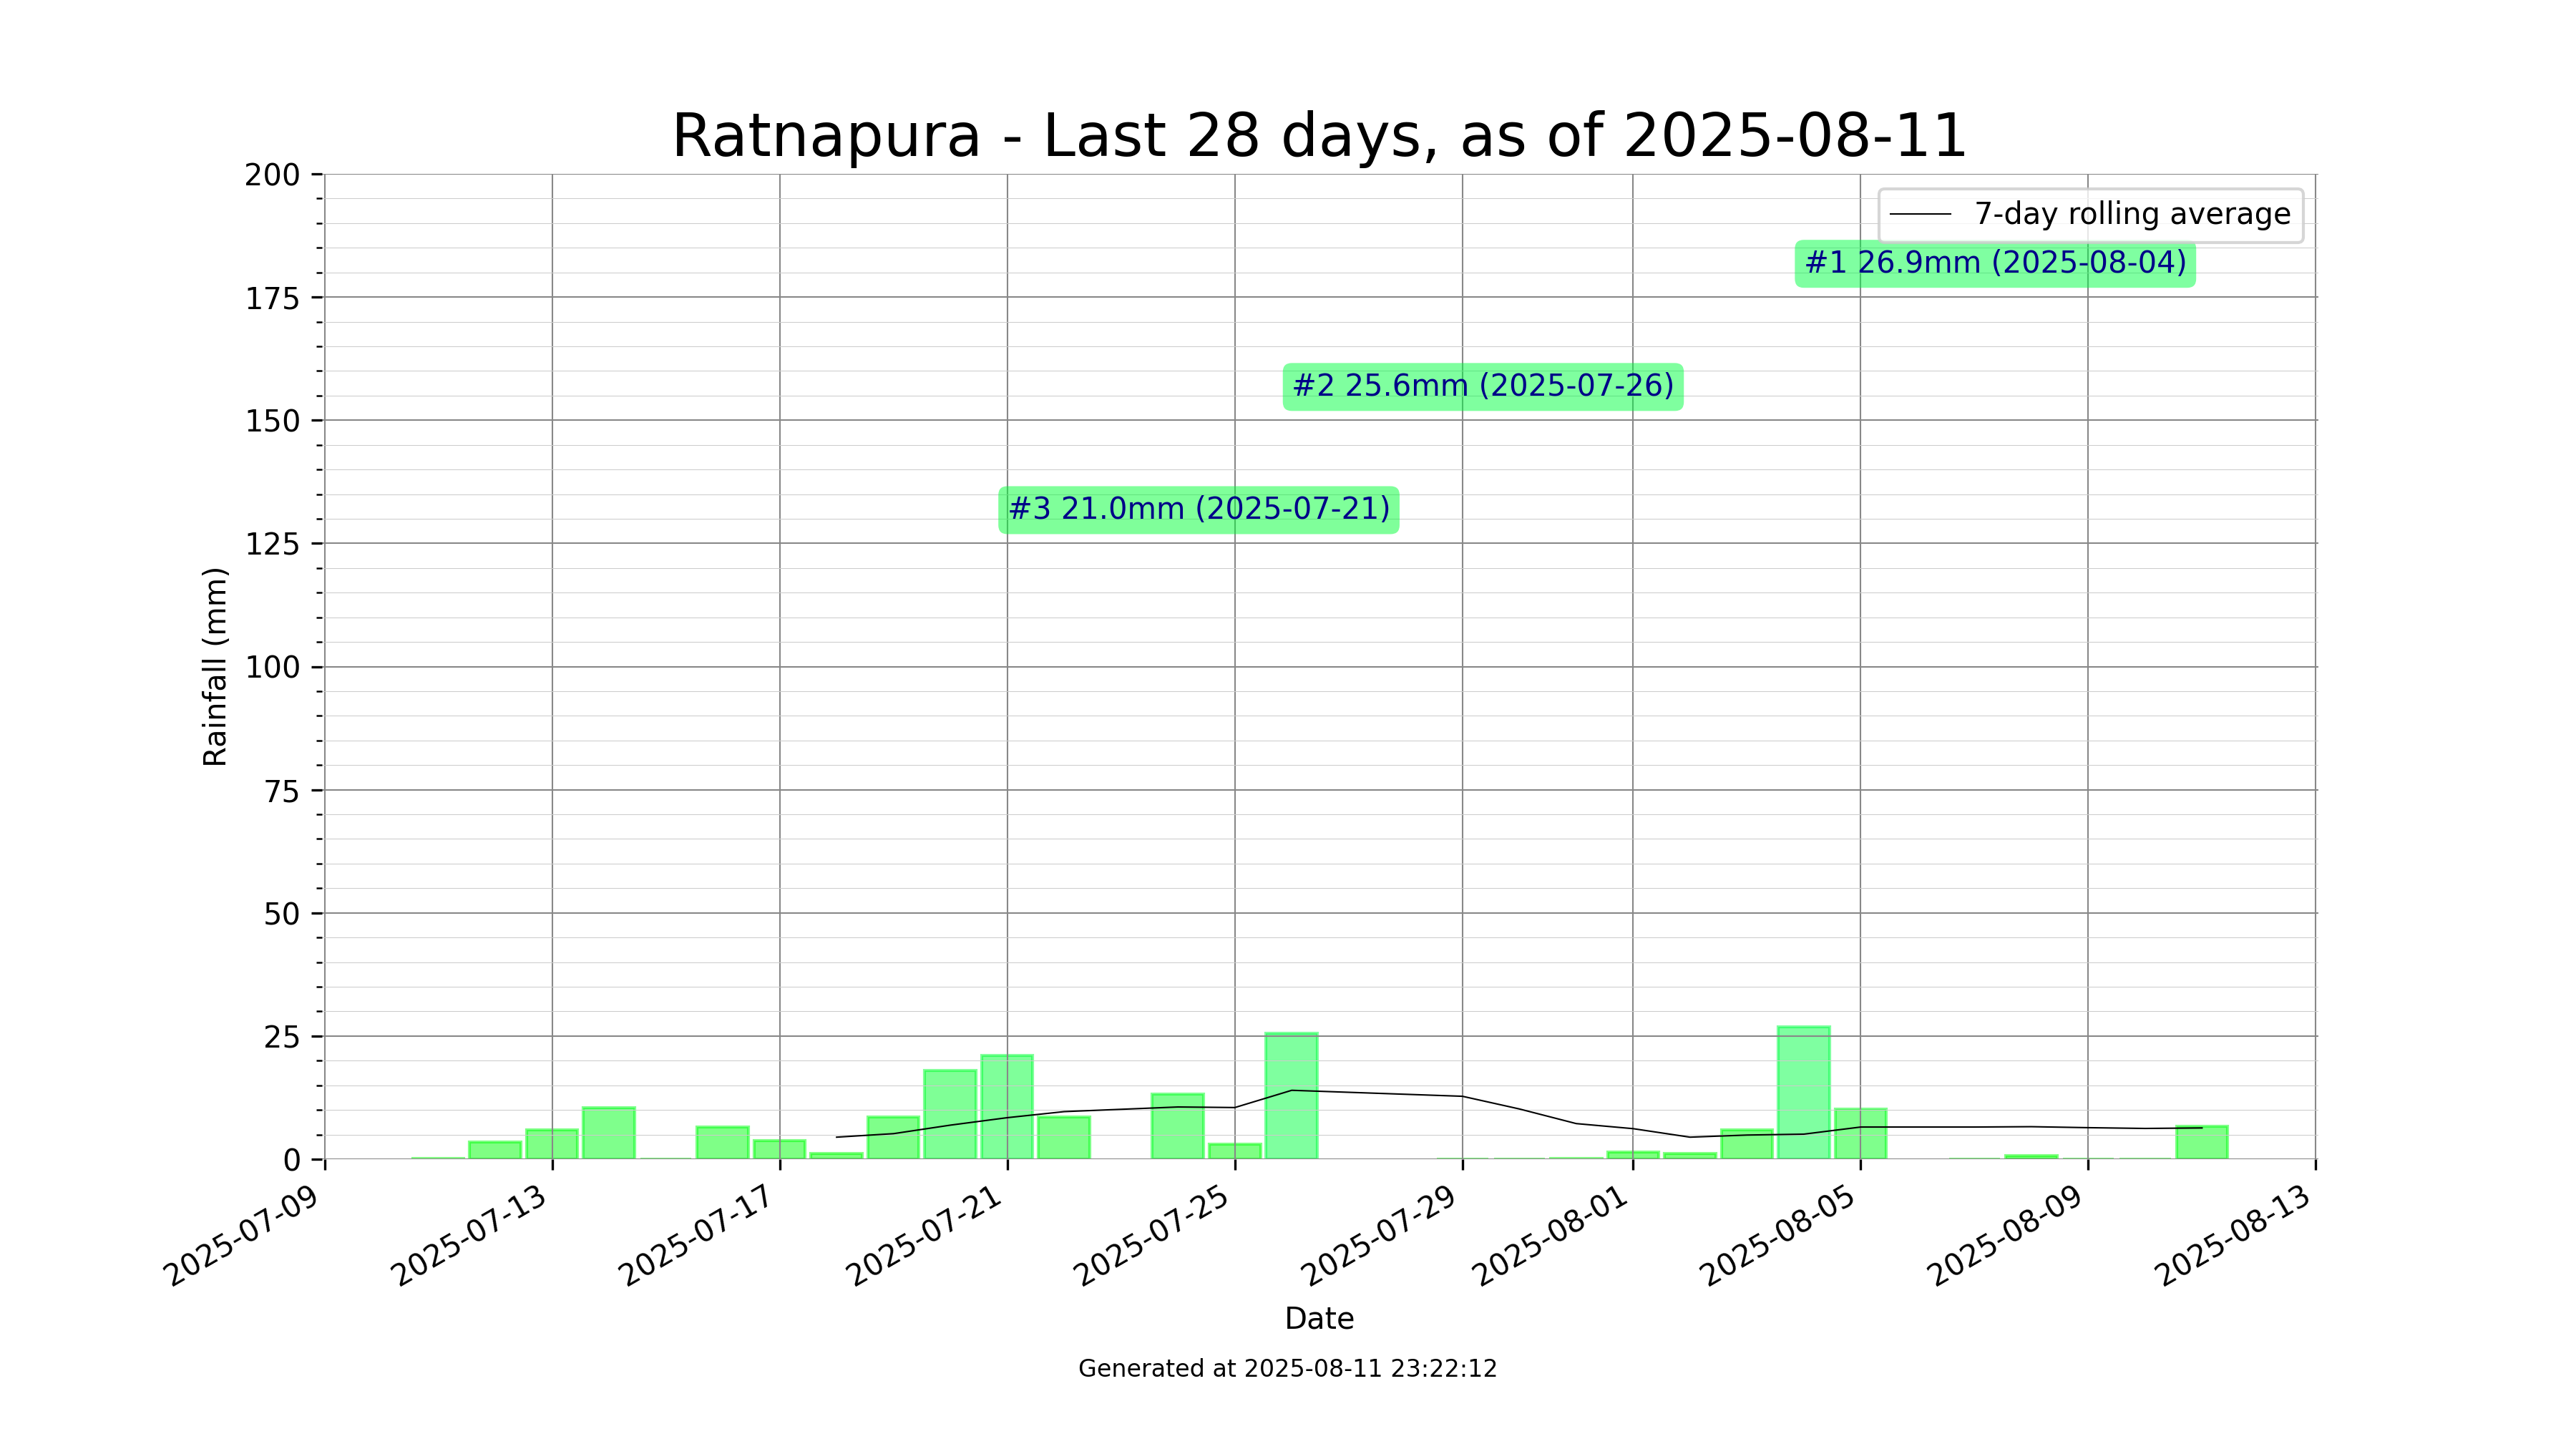 Ratnapura - Last 28 days, as of 2025-08-11
7-day rolling average
#1 26.9mm (2025-08-04)
#2 25.6mm (2025-07-26)
#3 21.0mm (2025-07-21)
Rainfall (mm)
200
175
150
125
100
75
50
25
0
2025-07-09
2025-07-13
2025-07-17
2025-07-21
2025-07-25
2025-07-29
2025-08-01
2025-08-05
2025-08-09
2025-08-13
Date
Generated at 2025-08-11 23:22:12